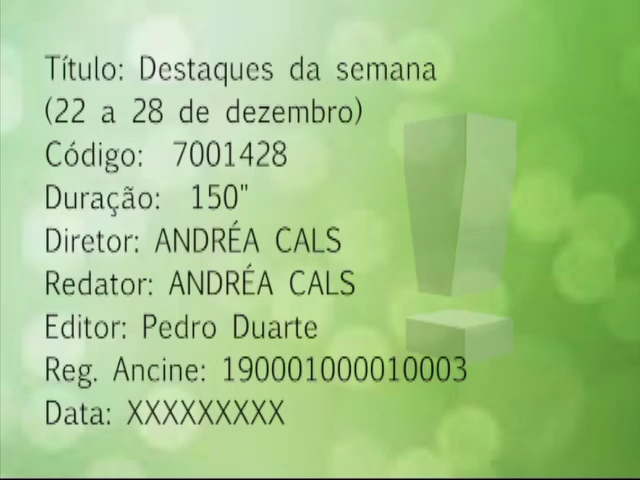 Título: Destaques da semana
(22 a 28 de dezembro)
Código: 7001428
Duração: 150"
Diretor: ANDRÉA CALS
Redator: ANDRÉA CALS
Editor: Pedro Duarte
Reg. Ancine: 190001000010003
Data: XXXXXXXXX